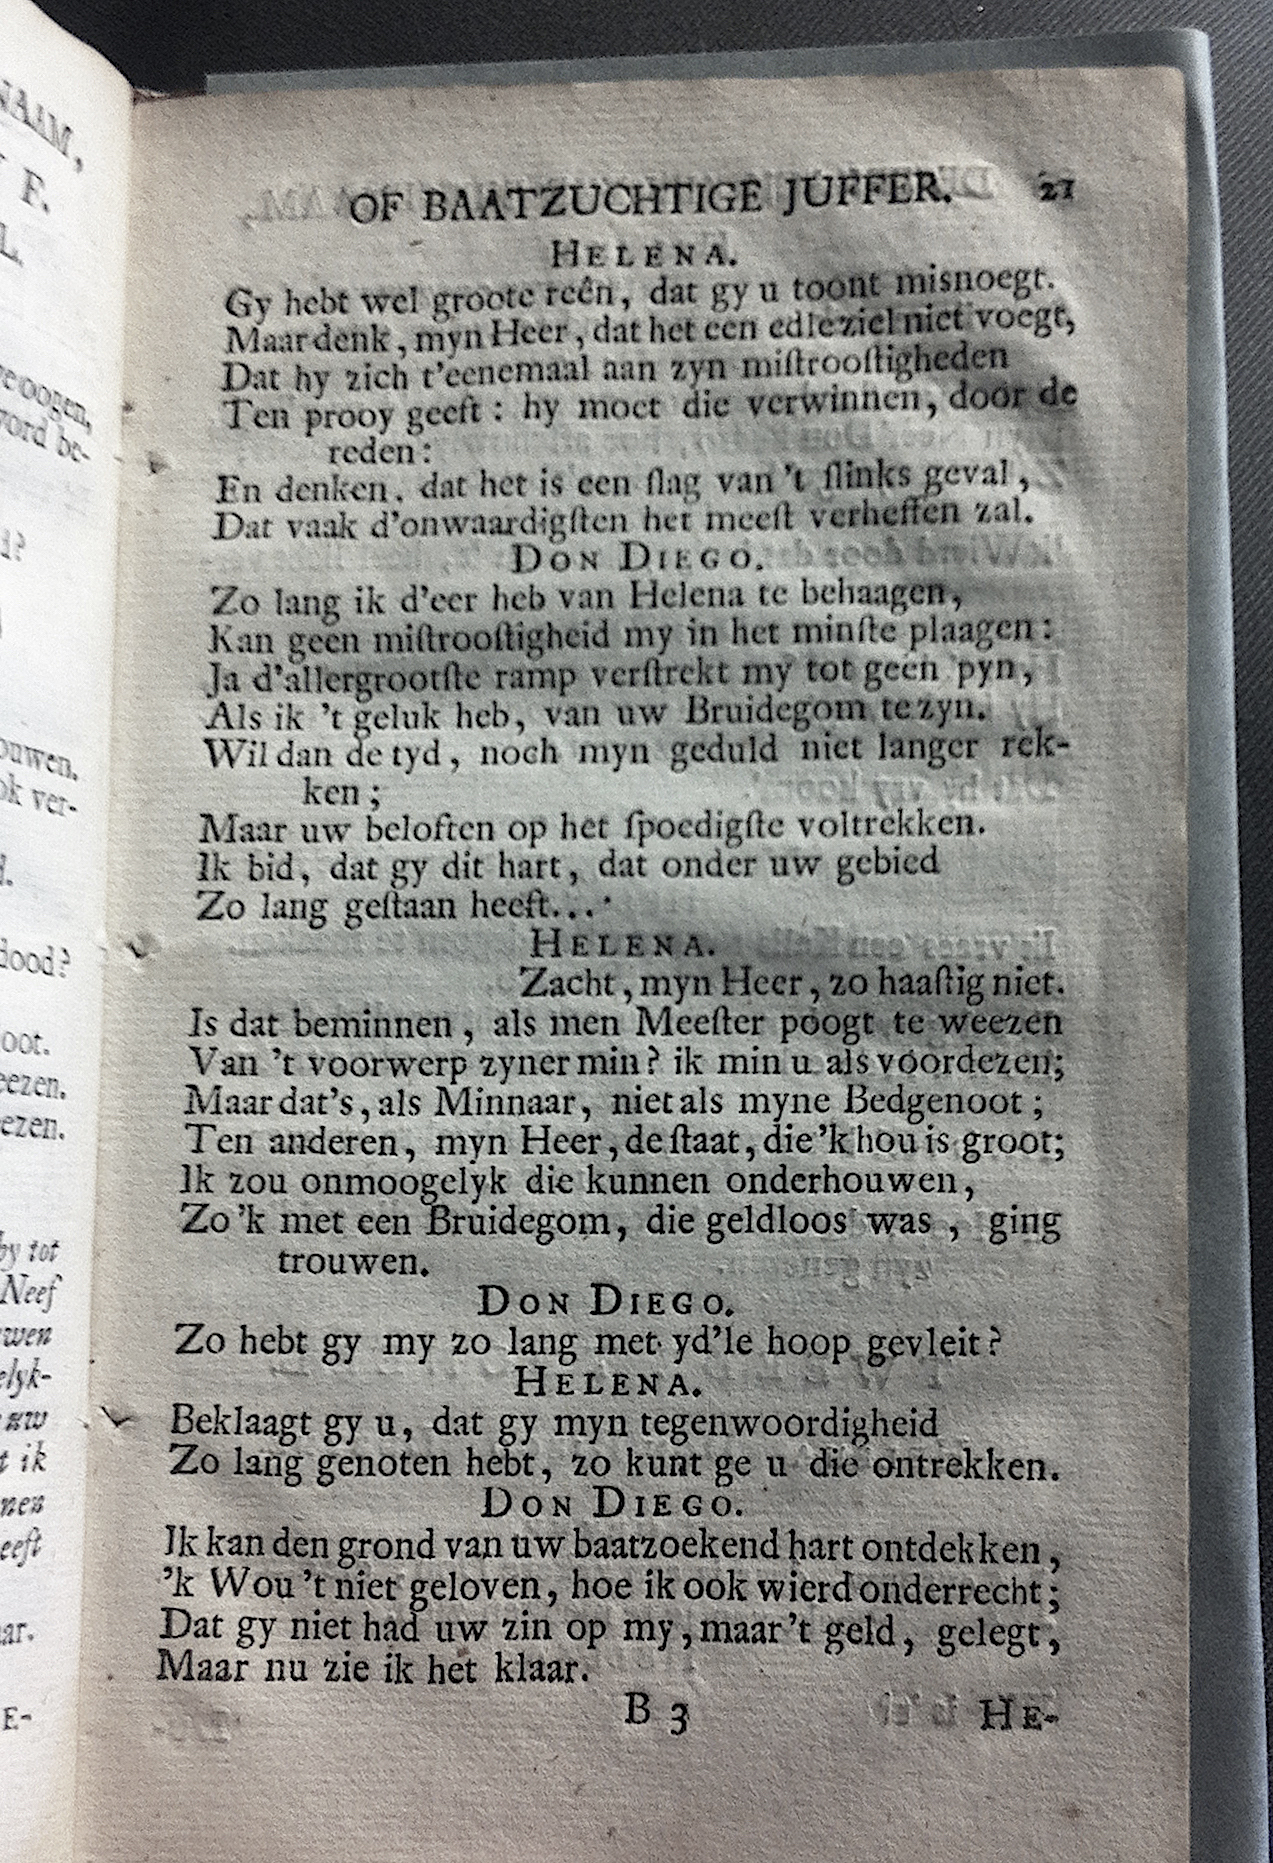 OF BAATZUCHTIGE JUFFER. 21
HELENA.
Gy hebt wel groote reên, dat gy u toont misnoegt.
Maar denk, myn Heer, dat het een edle ziel niet voegt,
Dat hy zich t'eenemaal aan zyn miſtrooſtigheden
Ten prooy geeft: hy moet die verwinnen, door de
reden:
En denken. dat het is een ſlag van 't ſlinks geval,
Dat vaak d'onwaardigſten het meeſt verheffen zal.
DON DIEGO.
Zo lang ik d'eer heb van Helena te behaagen,
Kan geen miſtrooſtigheid my in het minſte plaagen:
Ja d'allergrootſte ramp verſtrekt my tot geen pyn,
Als ik 't geluk heb, van uw Bruidegom te zyn.
Wil dan de tyd, noch myn geduld niet langer rek-
ken;
Maar uw beloften op het ſpoedigſte voltrekken.
Ik bid, dat gy dit hart, dat onder uw gebied
Zo lang geſtaan heeft...
HELENA.
Zacht, myn Heer, zo haaſtig niet.
Is dat beminnen, als men Meeſter poogt te weezen
Van 't voorwerp zyner min? ik min u als voordezen;
Maar dat's, als Minnaar, niet als myne Bedgenoot;
Ten anderen, myn Heer, de ſtaat, die 'k hou is groot;
Ik zou onmoogelyk die kunnen onderhouwen,
Zo 'k met een Bruidegom, die geldloos was, ging
trouwen.
DON DIEGO.
Zo hebt gy my zo lang met yd'le hoop gevleit?
HELENA.
Beklaagt gy u, dat gy myn tegenwoordigheid
Zo lang genoten hebt, zo kunt ge u die ontrekken.
DON DIEGO.
Ik kan den grond van uw baatzoekend hart ontdekken,
'k Wou 't niet geloven, hoe ik ook wierd onderrecht;
Dat gy niet had uw zin op my, maar 't geld, gelegt,
Maar nu zie ik het klaar.
B 3 HE-